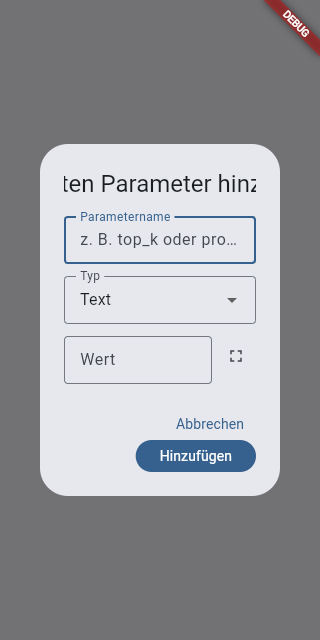 DEBUG
ten Parameter hinz
Parametername
z. B. top_k oder pro…
Typ
Text
Wert
Abbrechen
Hinzufügen